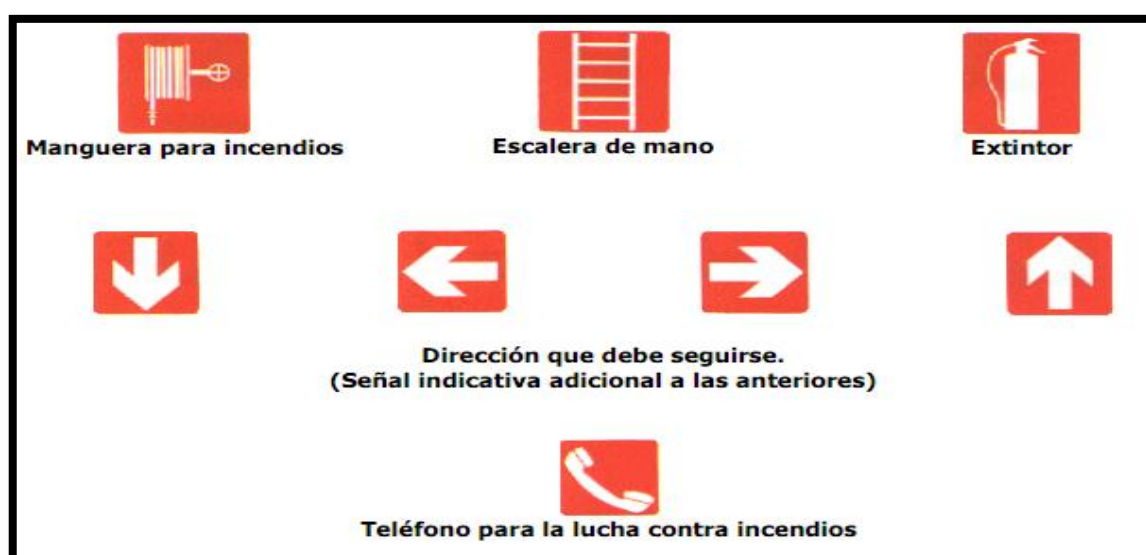 Manguera para incendios
Escalera de mano
Extintor
Dirección que debe seguirse.
(Señal indicativa adicional a las anteriores)
Teléfono para la lucha contra incendios